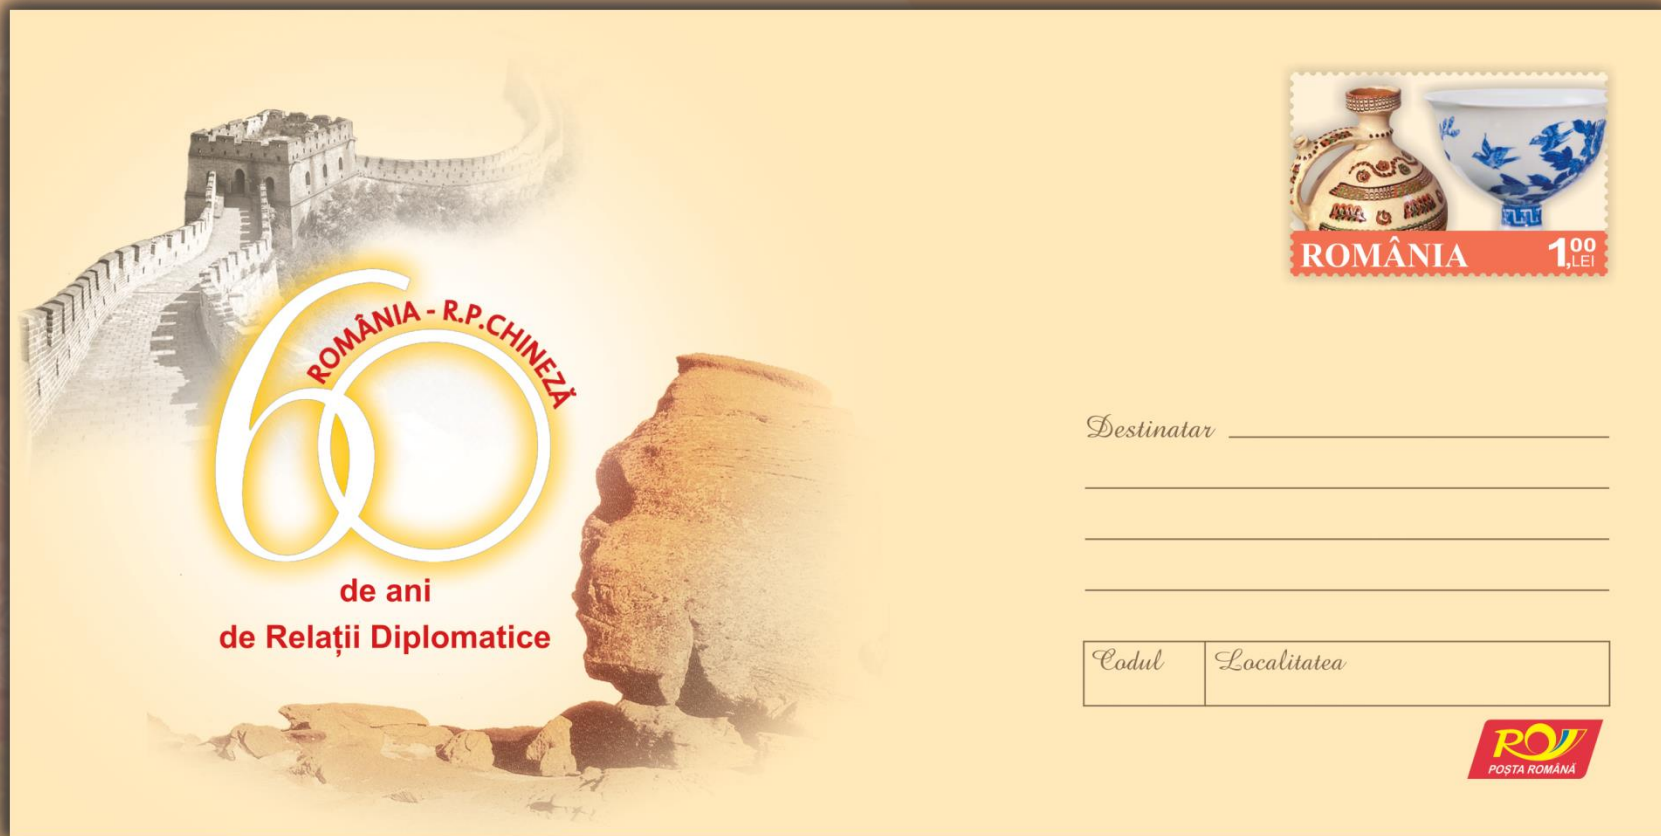 ROMÂNIA 1,00 LEI
60
ROMÂNIA - R.P.CHINEZĂ
de ani
de Relații Diplomatice
Destinatar
Codul Localitatea
POȘTA ROMÂNĂ